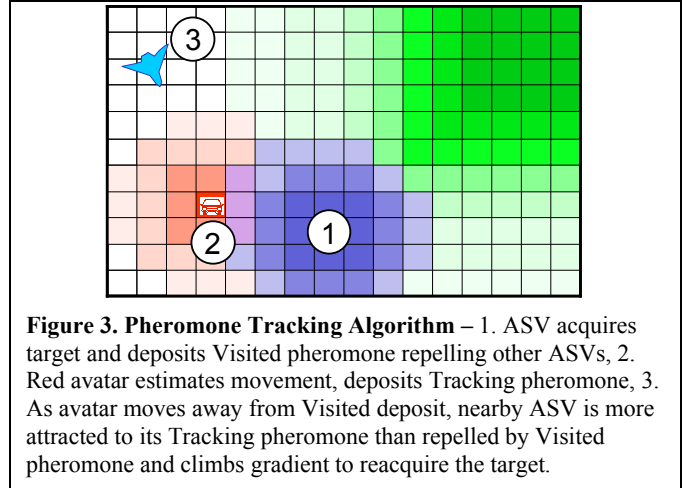 3
1
2
Figure 3. Pheromone Tracking Algorithm – 1. ASV acquires
target and deposits Visited pheromone repelling other ASVs, 2.
Red avatar estimates movement, deposits Tracking pheromone, 3.
As avatar moves away from Visited deposit, nearby ASV is more
attracted to its Tracking pheromone than repelled by Visited
pheromone and climbs gradient to reacquire the target.